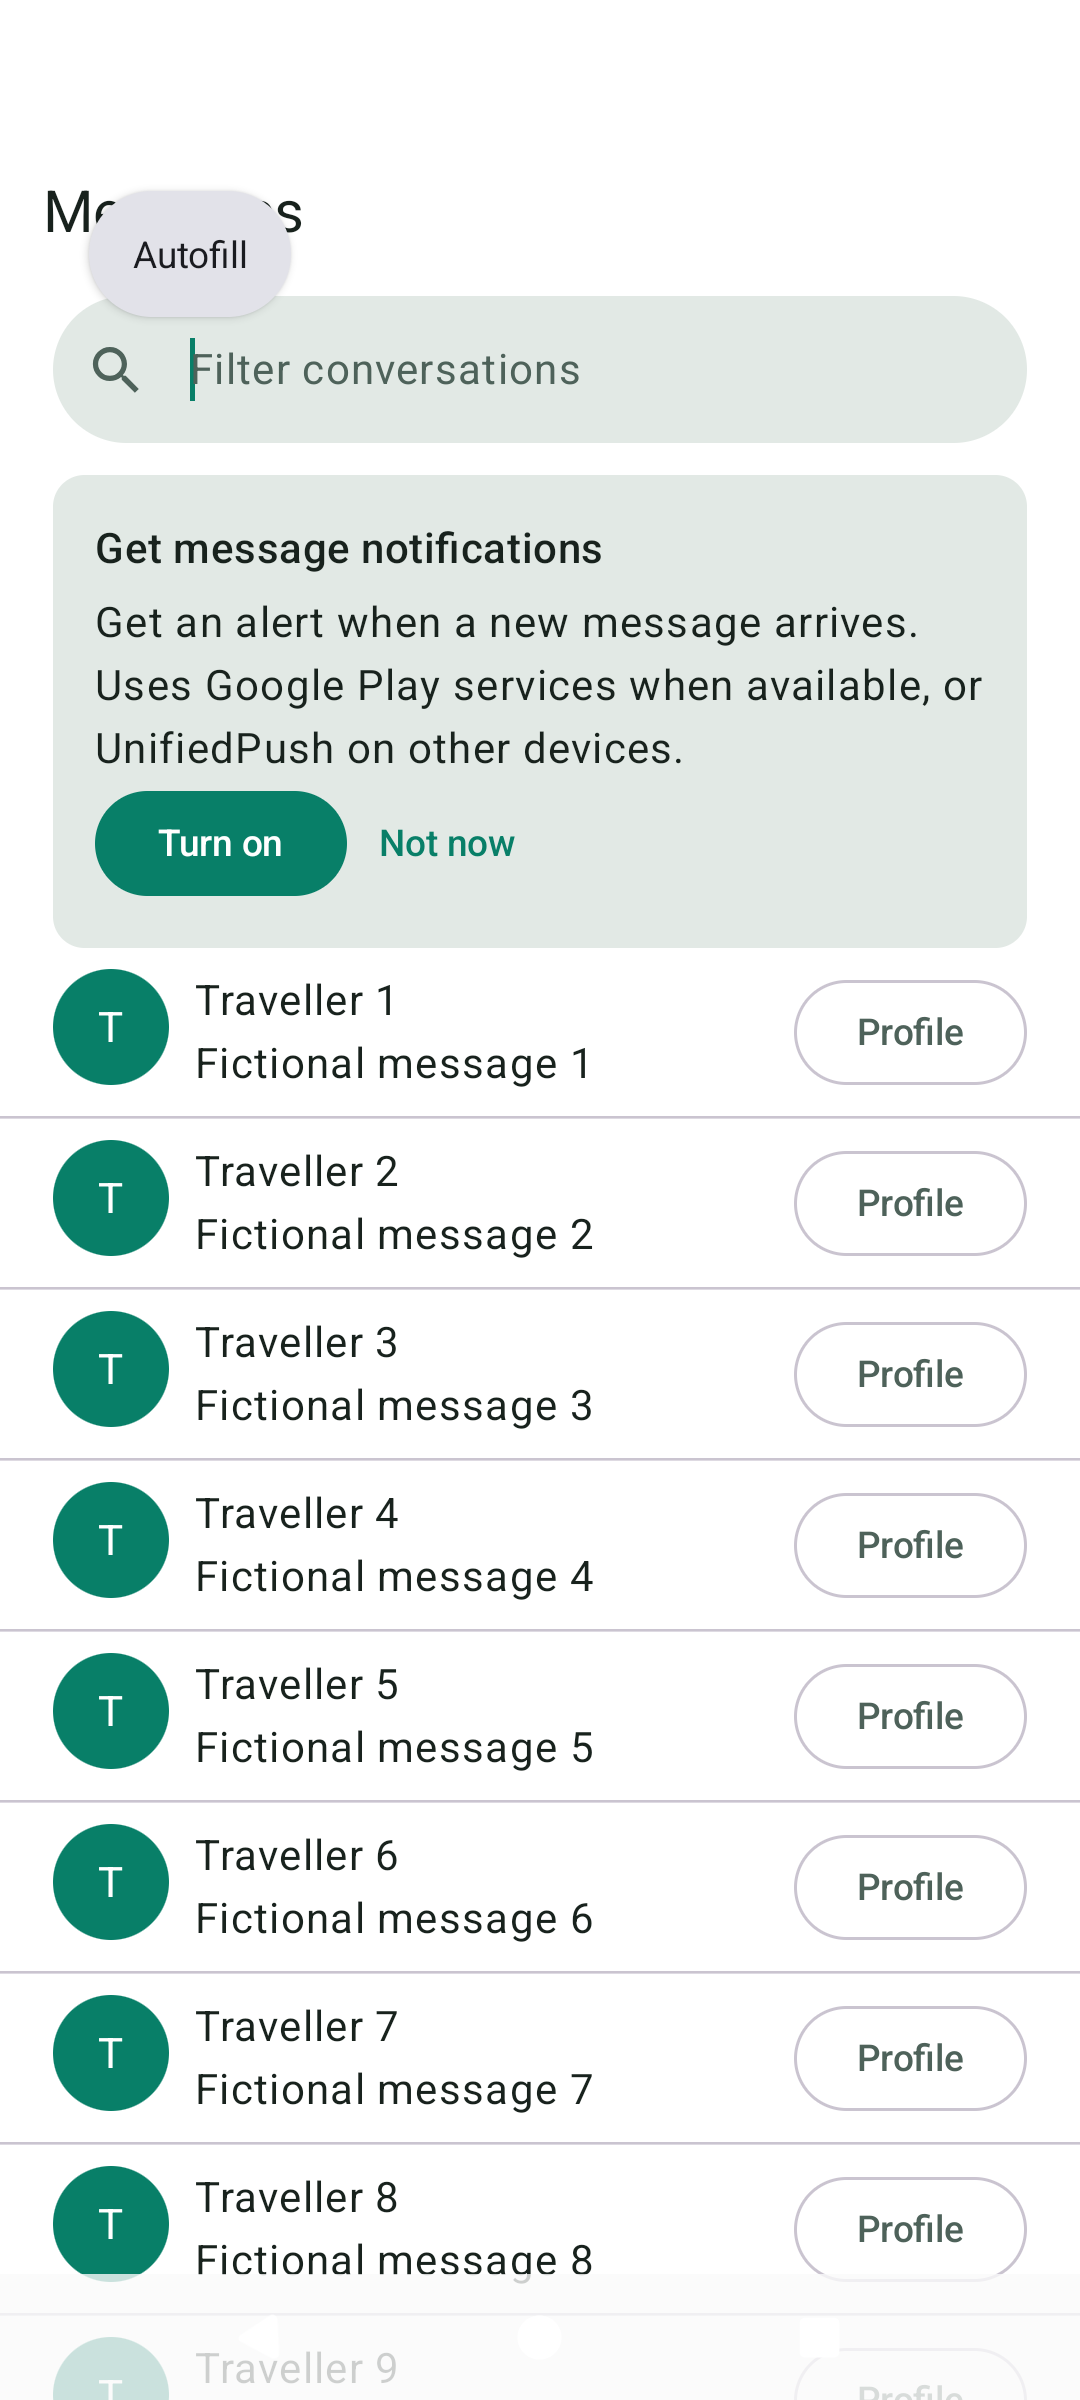 Autofill
Filter conversations
Get message notifications
Get an alert when a new message arrives.
Uses Google Play services when available, or
UnifiedPush on other devices.
Turn on Not now
T Traveller 1 Profile
Fictional message 1
T Traveller 2 Profile
Fictional message 2
T Traveller 3 Profile
Fictional message 3
T Traveller 4 Profile
Fictional message 4
T Traveller 5 Profile
Fictional message 5
T Traveller 6 Profile
Fictional message 6
T Traveller 7 Profile
Fictional message 7
T Traveller 8 Profile
Fictional message 8
T Traveller 9 Profile